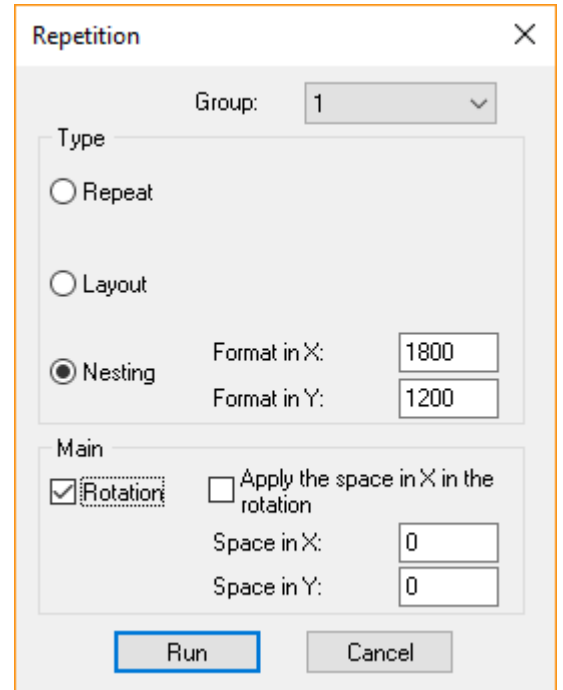 Repetition
Group: 1
Type
Repeat
Layout
Format in X: 1800
Nesting
Format in Y: 1200
Main
Rotation Apply the space in X in the
rotation
Space in X: 0
Space in Y: 0
Run Cancel